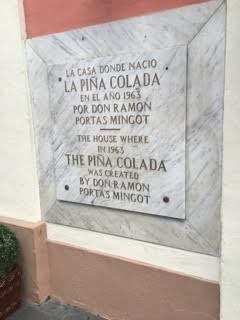 LA CASA DONDE NACIÓ
LA PIÑA COLADA
EN EL AÑO 1963
POR DON RAMON
PORTAS MINGOT
THE HOUSE WHERE
IN 1963
THE PIÑA COLADA
WAS CREATED
BY DON RAMON
PORTAS MINGOT